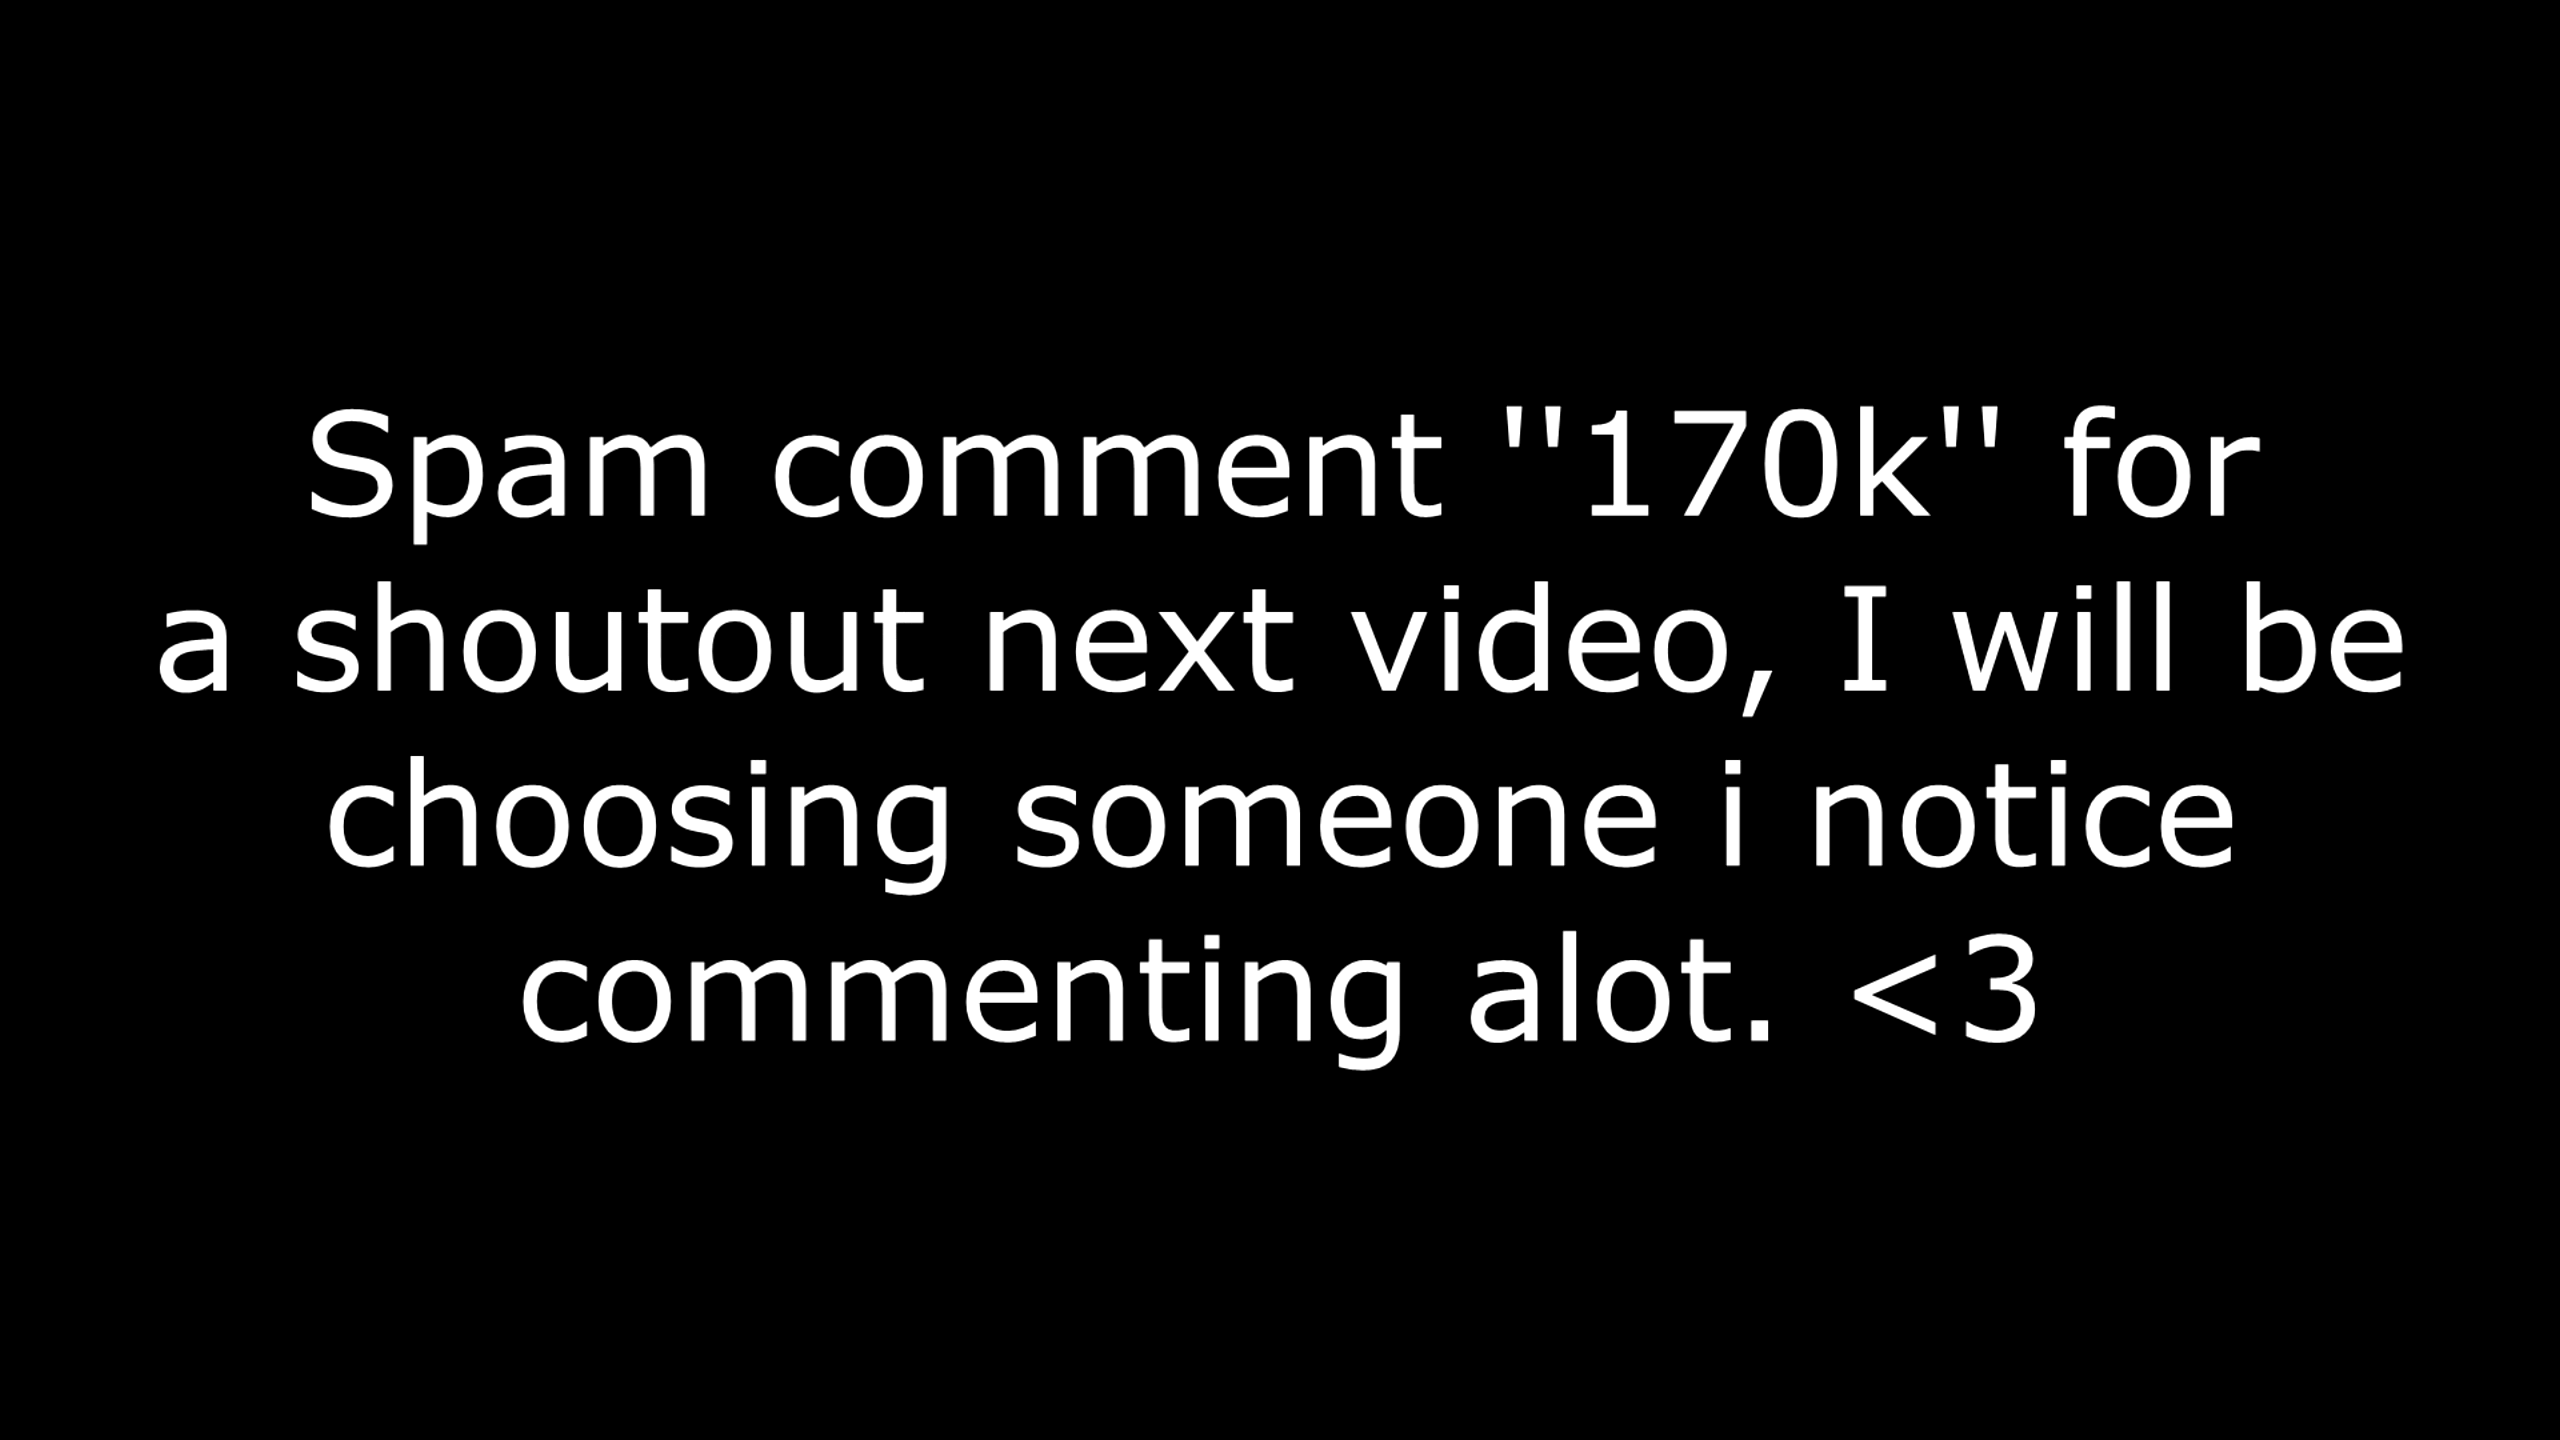 Spam comment "170k" for
a shoutout next video, I will be
choosing someone i notice
commenting alot. <3